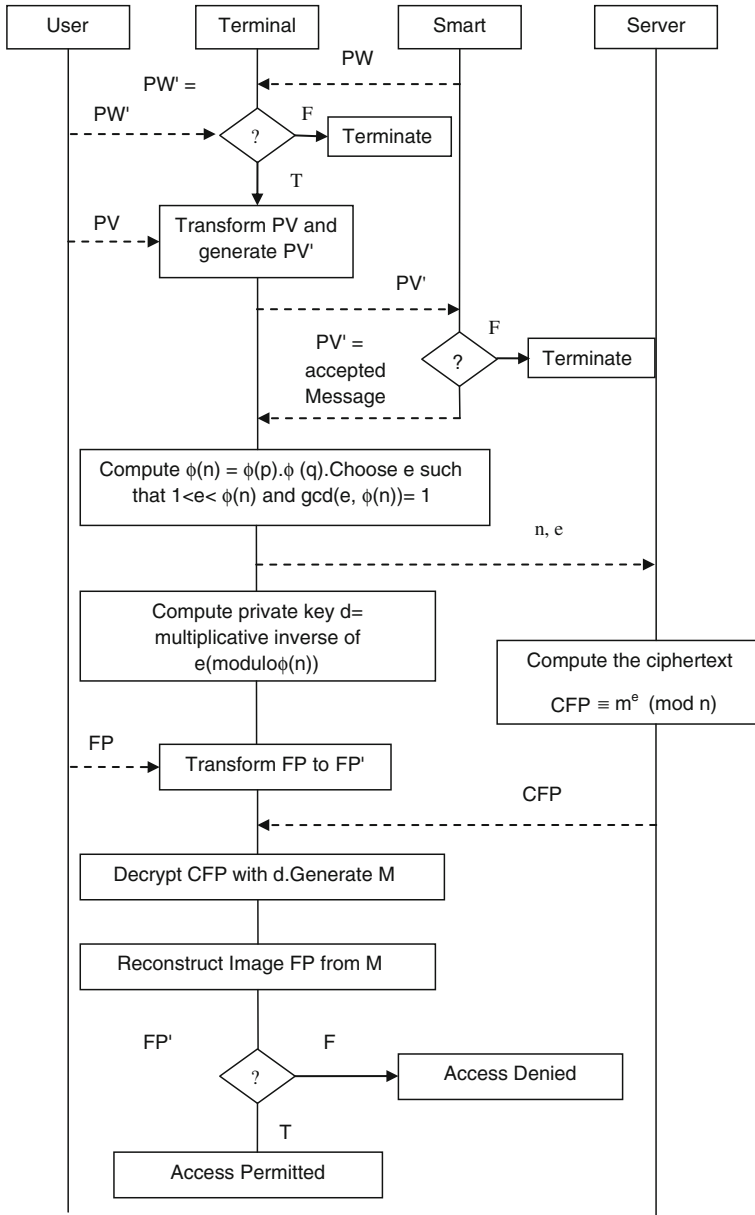 User
Terminal
Smart
Server
PW
PW' =
PW'
?
F
Terminate
T
PV
Transform PV and
generate PV'
PV'
F
PV' =
accepted
Message
?
Terminate
Compute ϕ(n) = ϕ(p).ϕ (q).Choose e such
that 1<e< ϕ(n) and gcd(e, ϕ(n))= 1
n, e
Compute private key d=
multiplicative inverse of
e(moduloϕ(n))
Compute the ciphertext
CFP ≡ m^e (mod n)
FP
Transform FP to FP'
CFP
Decrypt CFP with d.Generate M
Reconstruct Image FP from M
FP'
F
?
Access Denied
T
Access Permitted